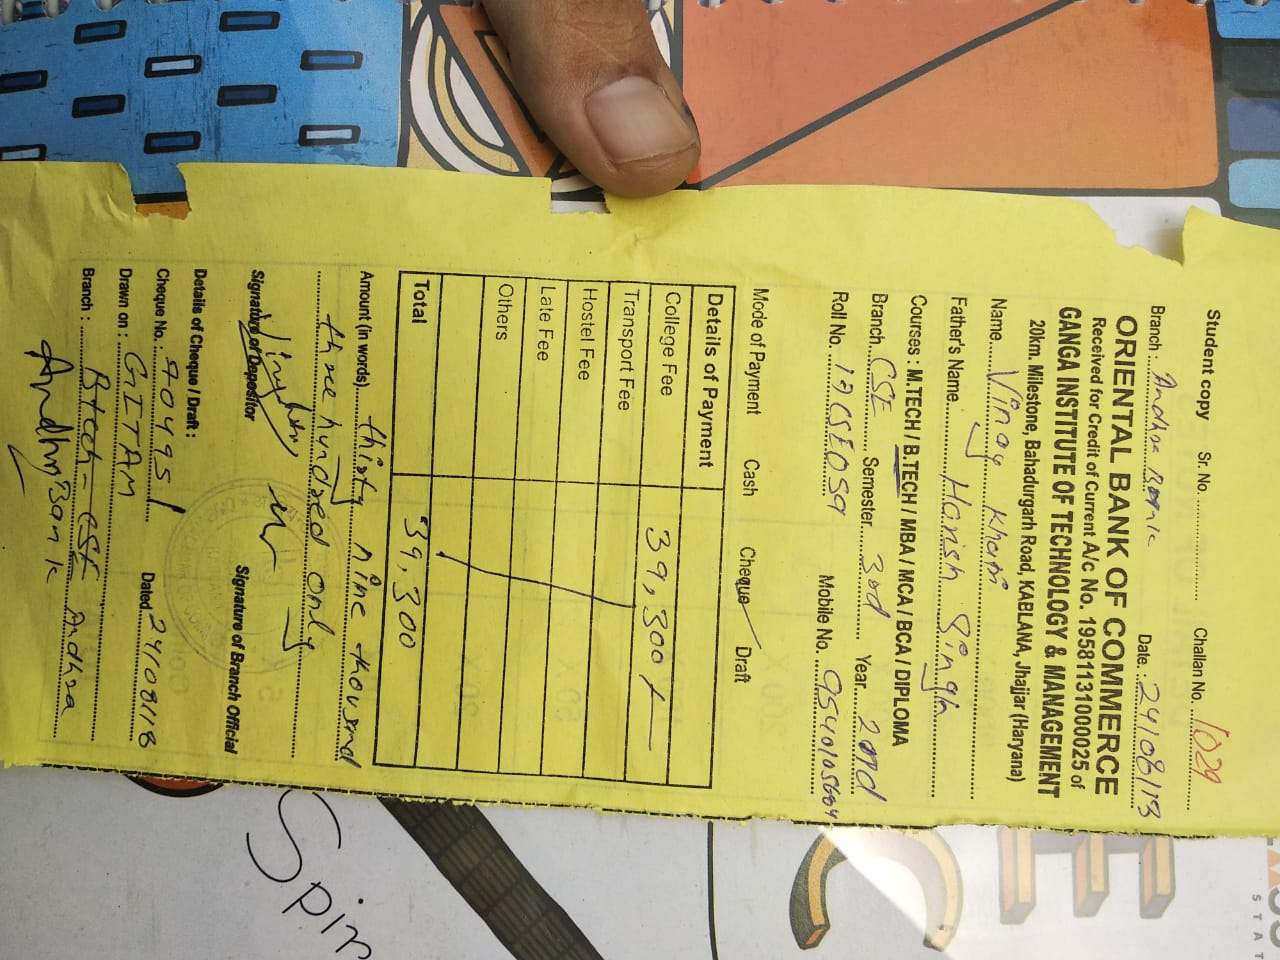 Student copy Sr. No. ............ Challan No. 1029
Branch : Andhra Bank Date : 24/08/18
ORIENTAL BANK OF COMMERCE
Received for Credit of Current A/c No. 19581131000025 of
GANGA INSTITUTE OF TECHNOLOGY & MANAGEMENT
20km. Milestone, Bahadurgarh Road, KABLANA, Jhajjar (Haryana)
Name Vinay Khatri
Father's Name Harish Singh
Courses : M.TECH / B.TECH / MBA / MCA / BCA / DIPLOMA
Branch CSE Semester 3rd Year 2nd
Roll No. 17CSE059 Mobile No.
Mode of Payment Cash Cheque Draft
Details of Payment
College Fee 39,300/-
Transport Fee
Hostel Fee
Late Fee
Others
Total 39,300
Amount (in words) thirty nine thousand
three hundred only
Signature of Depositor Signature of Branch Official
Details of Cheque / Draft :
Cheque No. : 970495 Dated 24/08/18
Drawn on : GITAM
Branch : Btech - CSE Andhra
Andhra Bank
Spin